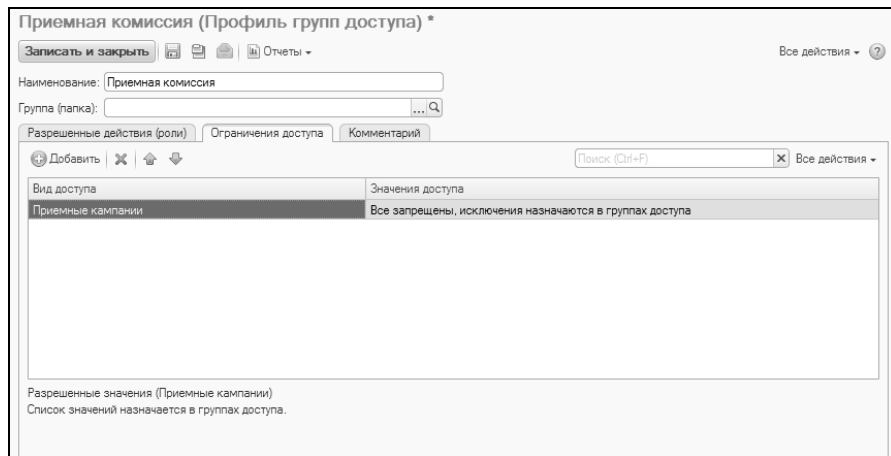 Приемная комиссия (Профиль групп доступа) *
Записать и закрыть Отчеты Все действия ?
Наименование: Приемная комиссия
Группа (папка): ...
Разрешенные действия (роли) Ограничения доступа Комментарий
Добавить Поиск (Ctrl+F) Все действия
Вид доступа Значения доступа
Приемные кампании Все запрещены, исключения назначаются в группах доступа
Разрешенные значения (Приемные кампании)
Список значений назначается в группах доступа.